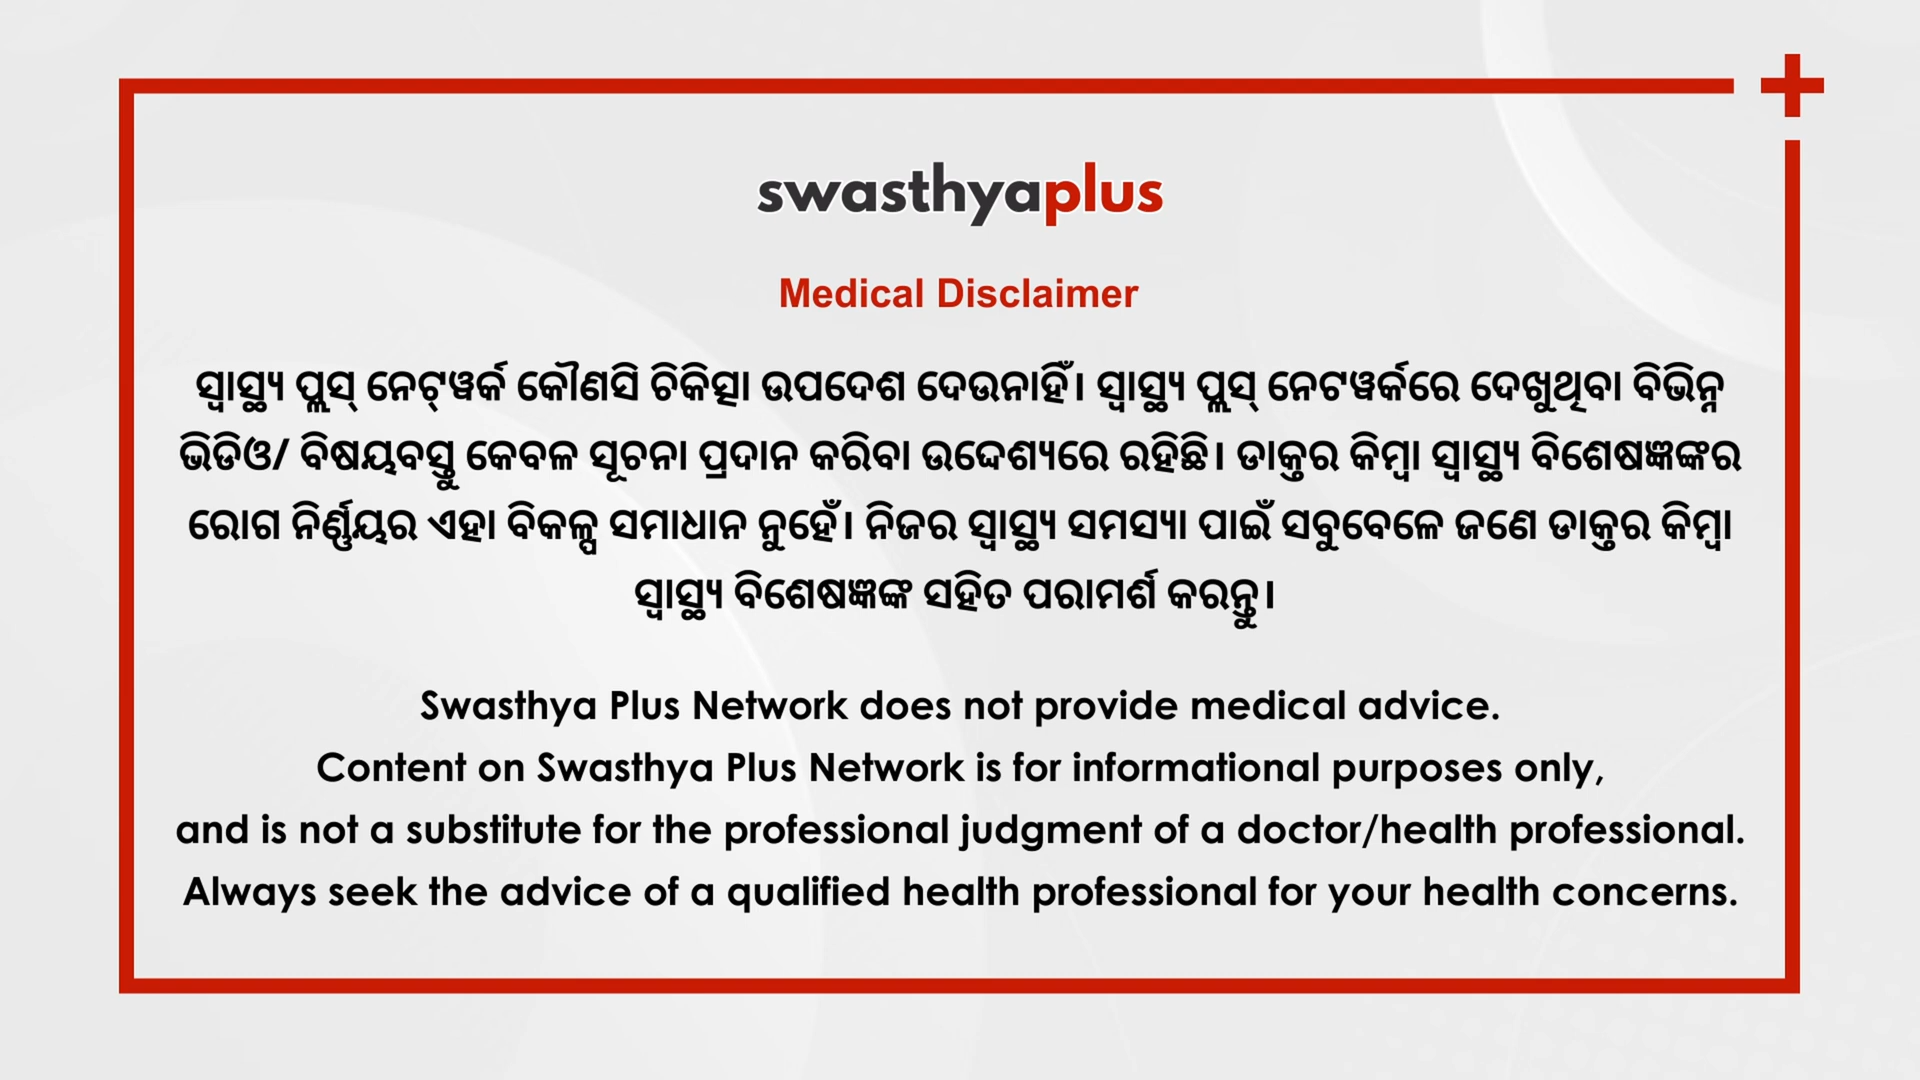 swasthyaplus
Medical Disclaimer
ସ୍ୱାସ୍ଥ୍ୟ ପ୍ଲସ୍ ନେଟ୍‌ୱର୍କ କୌଣସି ଚିକିତ୍ସା ଉପଦେଶ ଦେଉନାହିଁ। ସ୍ୱାସ୍ଥ୍ୟ ପ୍ଲସ୍ ନେଟୱର୍କରେ ଦେଖୁଥିବା ବିଭିନ୍ନ
ଭିଡିଓ/ ବିଷୟବସ୍ତୁ କେବଳ ସୂଚନା ପ୍ରଦାନ କରିବା ଉଦ୍ଦେଶ୍ୟରେ ରହିଛି। ଡାକ୍ତର କିମ୍ବା ସ୍ୱାସ୍ଥ୍ୟ ବିଶେଷଜ୍ଞଙ୍କର
ରୋଗ ନିର୍ଣ୍ଣୟର ଏହା ବିକଳ୍ପ ସମାଧାନ ନୁହେଁ। ନିଜର ସ୍ୱାସ୍ଥ୍ୟ ସମସ୍ୟା ପାଇଁ ସବୁବେଳେ ଜଣେ ଡାକ୍ତର କିମ୍ବା
ସ୍ୱାସ୍ଥ୍ୟ ବିଶେଷଜ୍ଞଙ୍କ ସହିତ ପରାମର୍ଶ କରନ୍ତୁ।
Swasthya Plus Network does not provide medical advice.
Content on Swasthya Plus Network is for informational purposes only,
and is not a substitute for the professional judgment of a doctor/health professional.
Always seek the advice of a qualified health professional for your health concerns.